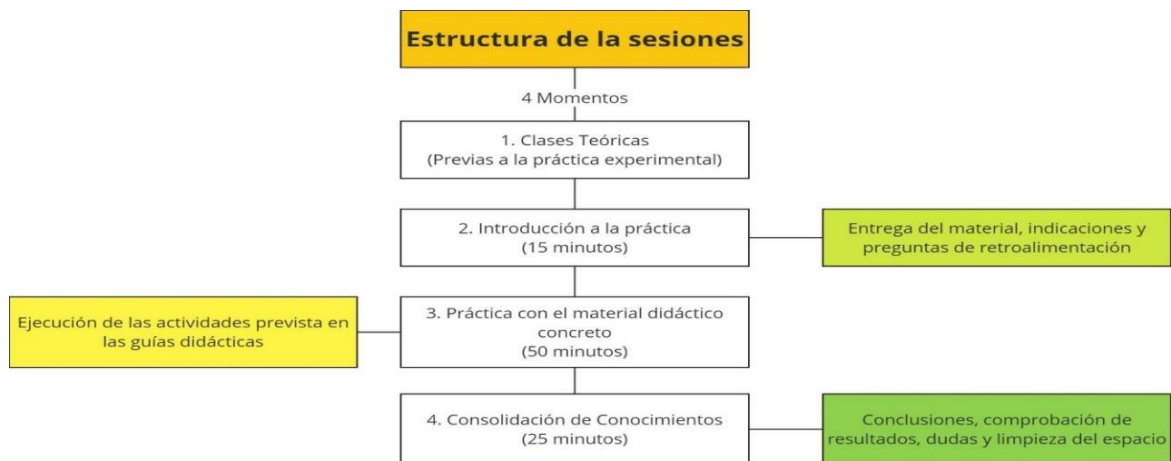 Estructura de la sesiones
4 Momentos
1. Clases Teóricas
(Previas a la práctica experimental)
2. Introducción a la práctica
(15 minutos)
Entrega del material, indicaciones y
preguntas de retroalimentación
Ejecución de las actividades prevista en
las guías didácticas
3. Práctica con el material didáctico
concreto
(50 minutos)
4. Consolidación de Conocimientos
(25 minutos)
Conclusiones, comprobación de
resultados, dudas y limpieza del espacio